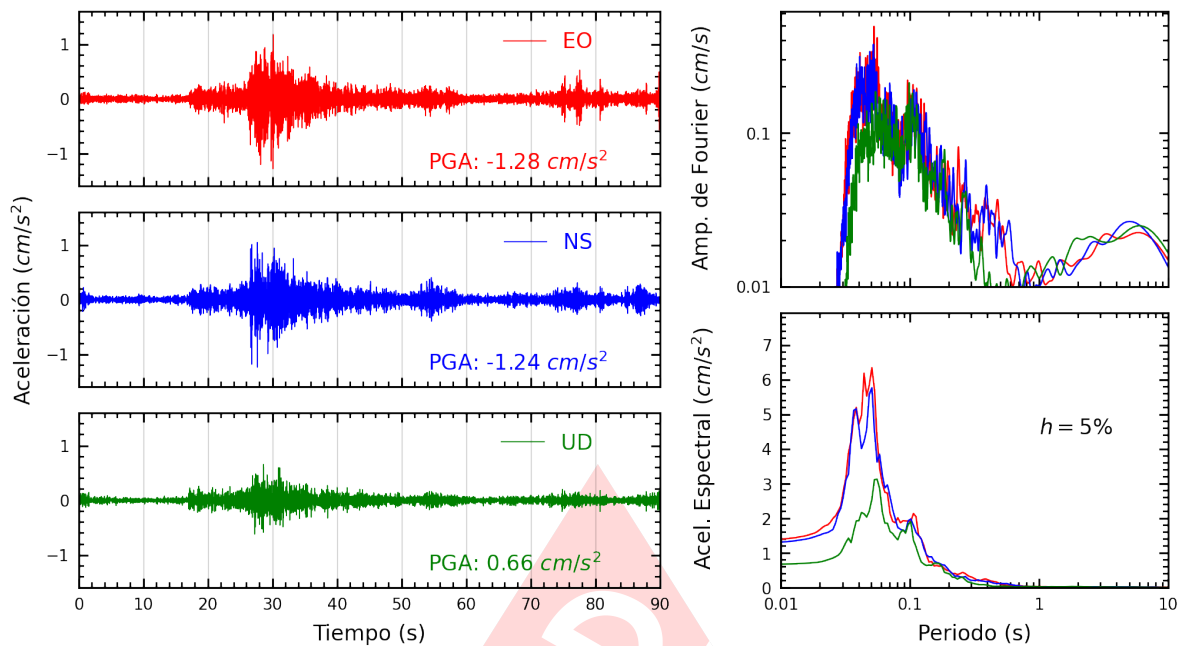 Aceleración (cm/s²)
1
0
−1
EO
PGA: -1.28 cm/s²
1
0
−1
NS
PGA: -1.24 cm/s²
1
0
−1
UD
PGA: 0.66 cm/s²
0 10 20 30 40 50 60 70 80 90
Tiempo (s)
Amp. de Fourier (cm/s)
0.1
0.01
Acel. Espectral (cm/s²)
7
6
5
4
3
2
1
0
h = 5%
0.01 0.1 1 10
Periodo (s)